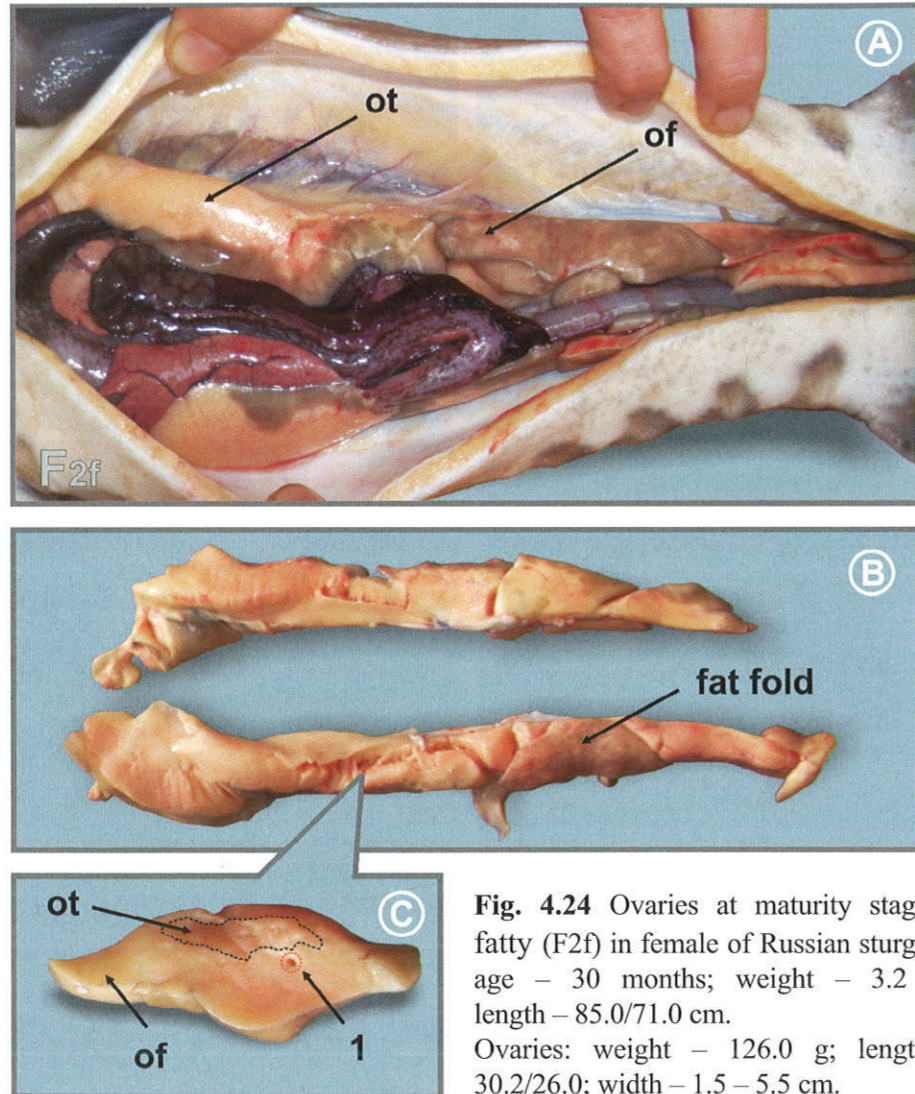 A
ot
of
F2f
B
fat fold
C
ot
of
1
Fig. 4.24 Ovaries at maturity stag
fatty (F2f) in female of Russian sturg
age – 30 months; weight – 3.2
length – 85.0/71.0 cm.
Ovaries: weight – 126.0 g; lengt
30.2/26.0; width – 1.5 – 5.5 cm.